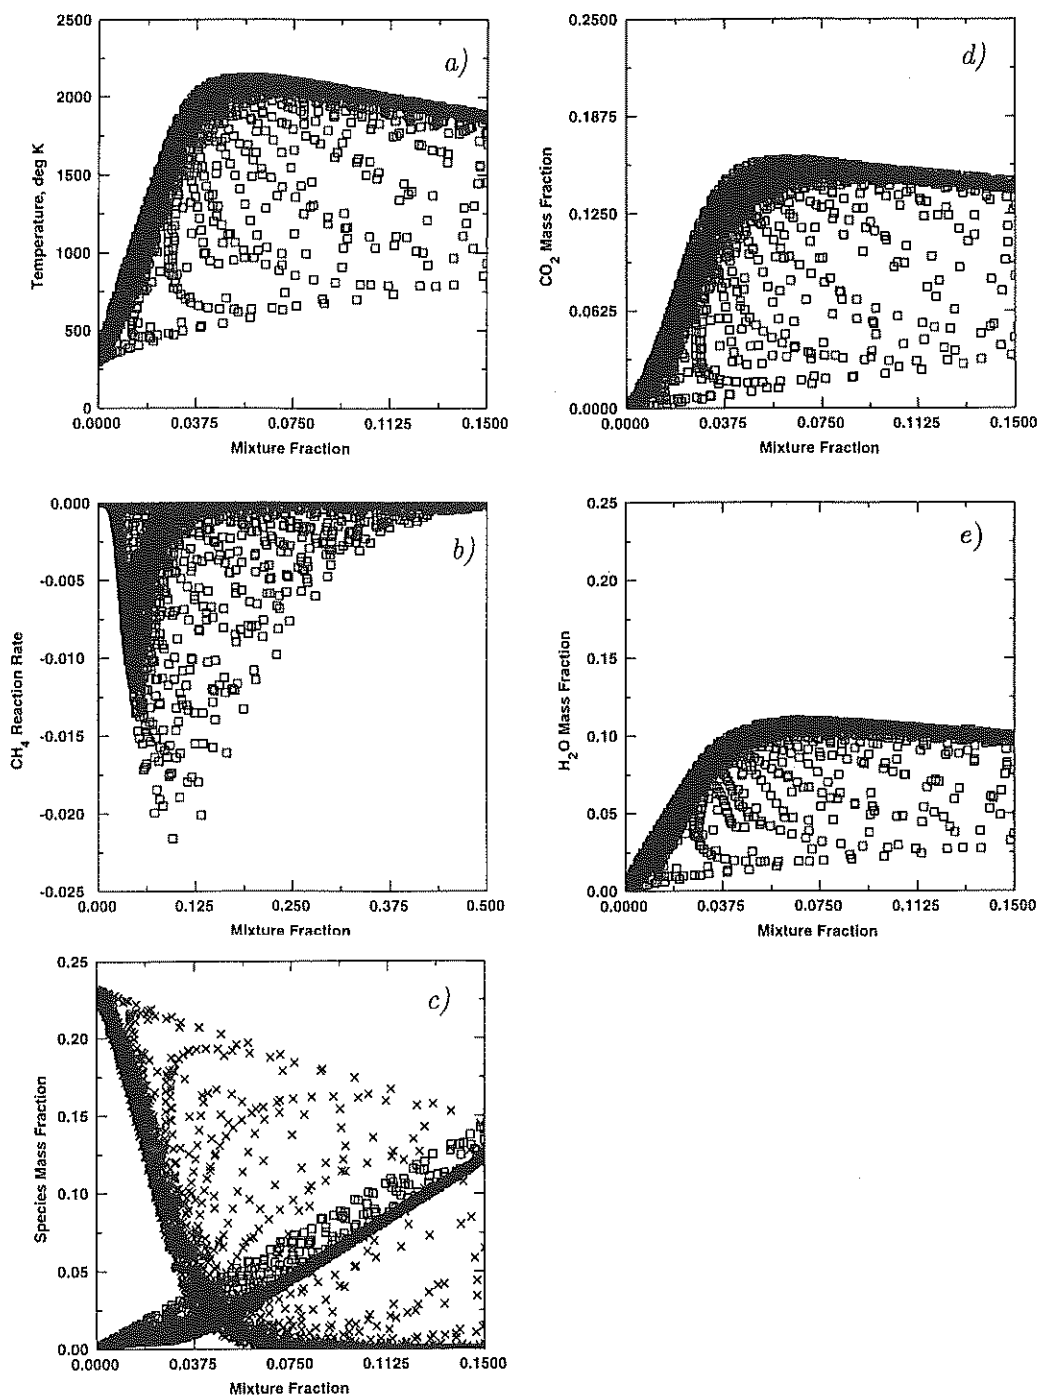 a)
2500
2000
1500
1000
750
500
0
Temperature, deg K
0.0000 0.0375 0.0750 0.1125 0.1500
Mixture Fraction
d)
0.2500
0.1875
0.1250
0.0625
0.0000
CO2 Mass Fraction
0.0000 0.0375 0.0750 0.1125 0.1500
Mixture Fraction
b)
0.000
-0.005
-0.010
-0.015
-0.020
-0.025
CH4 Reaction Rate
0.000 0.125 0.250 0.375 0.500
Mixture Fraction
e)
0.25
0.20
0.15
0.10
0.05
0.00
H2O Mass Fraction
0.0000 0.0375 0.0750 0.1125 0.1500
Mixture Fraction
c)
0.25
0.20
0.15
0.10
0.05
0.00
Species Mass Fraction
0.0000 0.0375 0.0750 0.1125 0.1500
Mixture Fraction